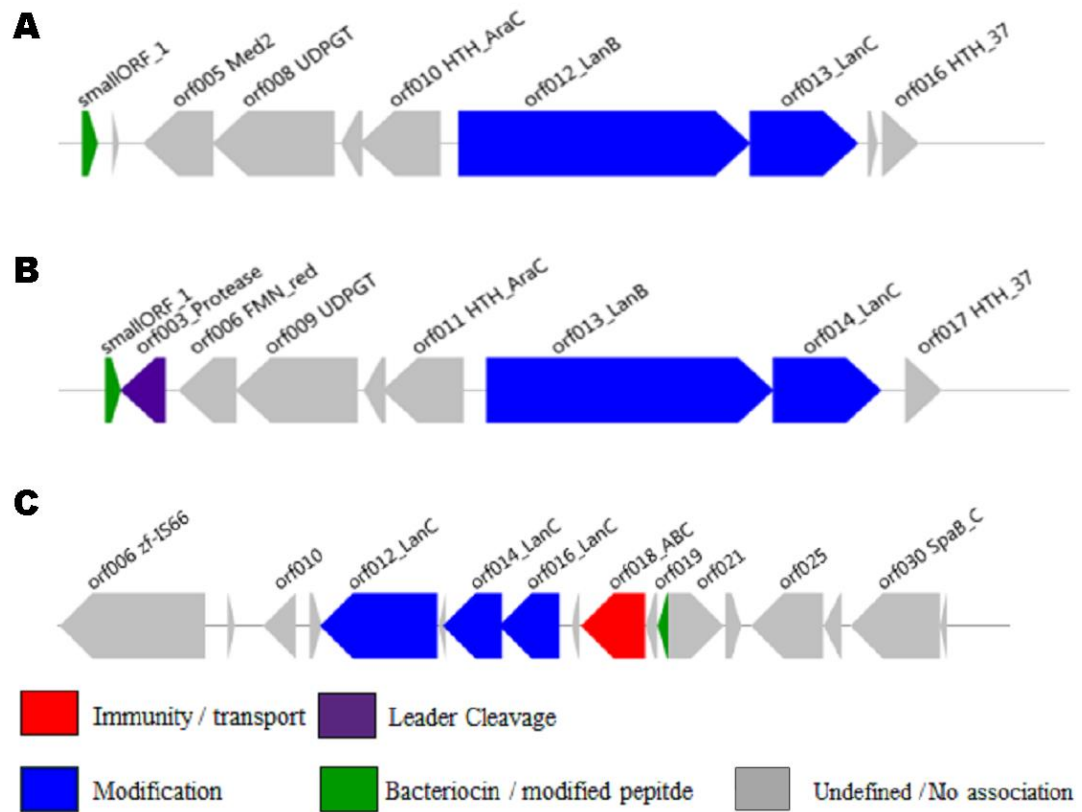 A
smallORF_1
orf005 Med2
orf008 UDPGT
orf010 HTH_AraC
orf012_LanB
orf013_LanC
orf016 HTH_37
B
smallORF_1
orf003_Protease
orf006 FMN_red
orf009 UDPGT
orf011 HTH_AraC
orf013_LanB
orf014_LanC
orf017 HTH_37
C
orf006 zf-IS66
orf010
orf012_LanC
orf014_LanC
orf016_LanC
orf018_ABC
orf019
orf021
orf025
orf030 SpaB_C
Immunity / transport
Leader Cleavage
Modification
Bacteriocin / modified pepitde
Undefined / No association